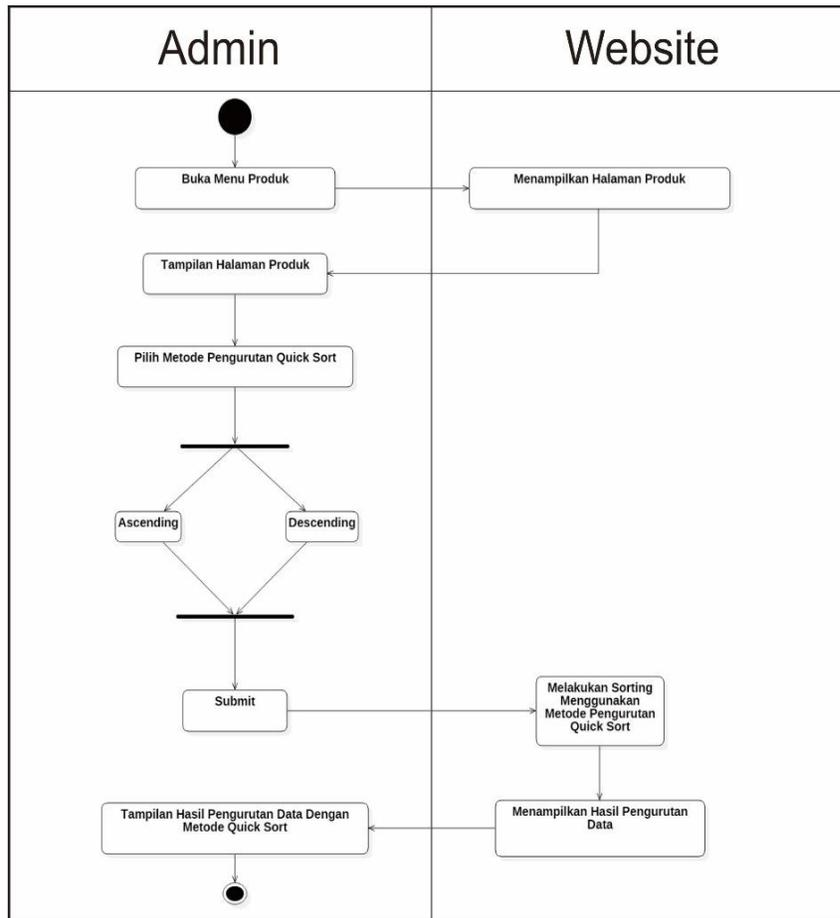 Admin
Website
Buka Menu Produk
Menampilkan Halaman Produk
Tampilan Halaman Produk
Pilih Metode Pengurutan Quick Sort
Ascending
Descending
Submit
Melakukan Sorting
Menggunakan
Metode Pengurutan
Quick Sort
Tampilan Hasil Pengurutan Data Dengan
Metode Quick Sort
Menampilkan Hasil Pengurutan
Data